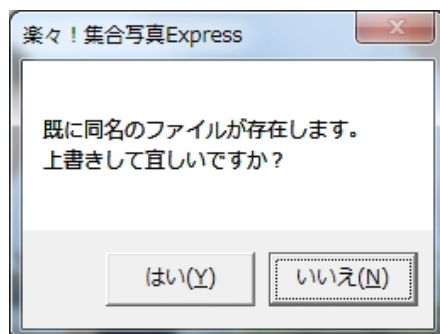 楽々！集合写真Express
既に同名のファイルが存在します。
上書きして宜しいですか？
はい(Y)
いいえ(N)